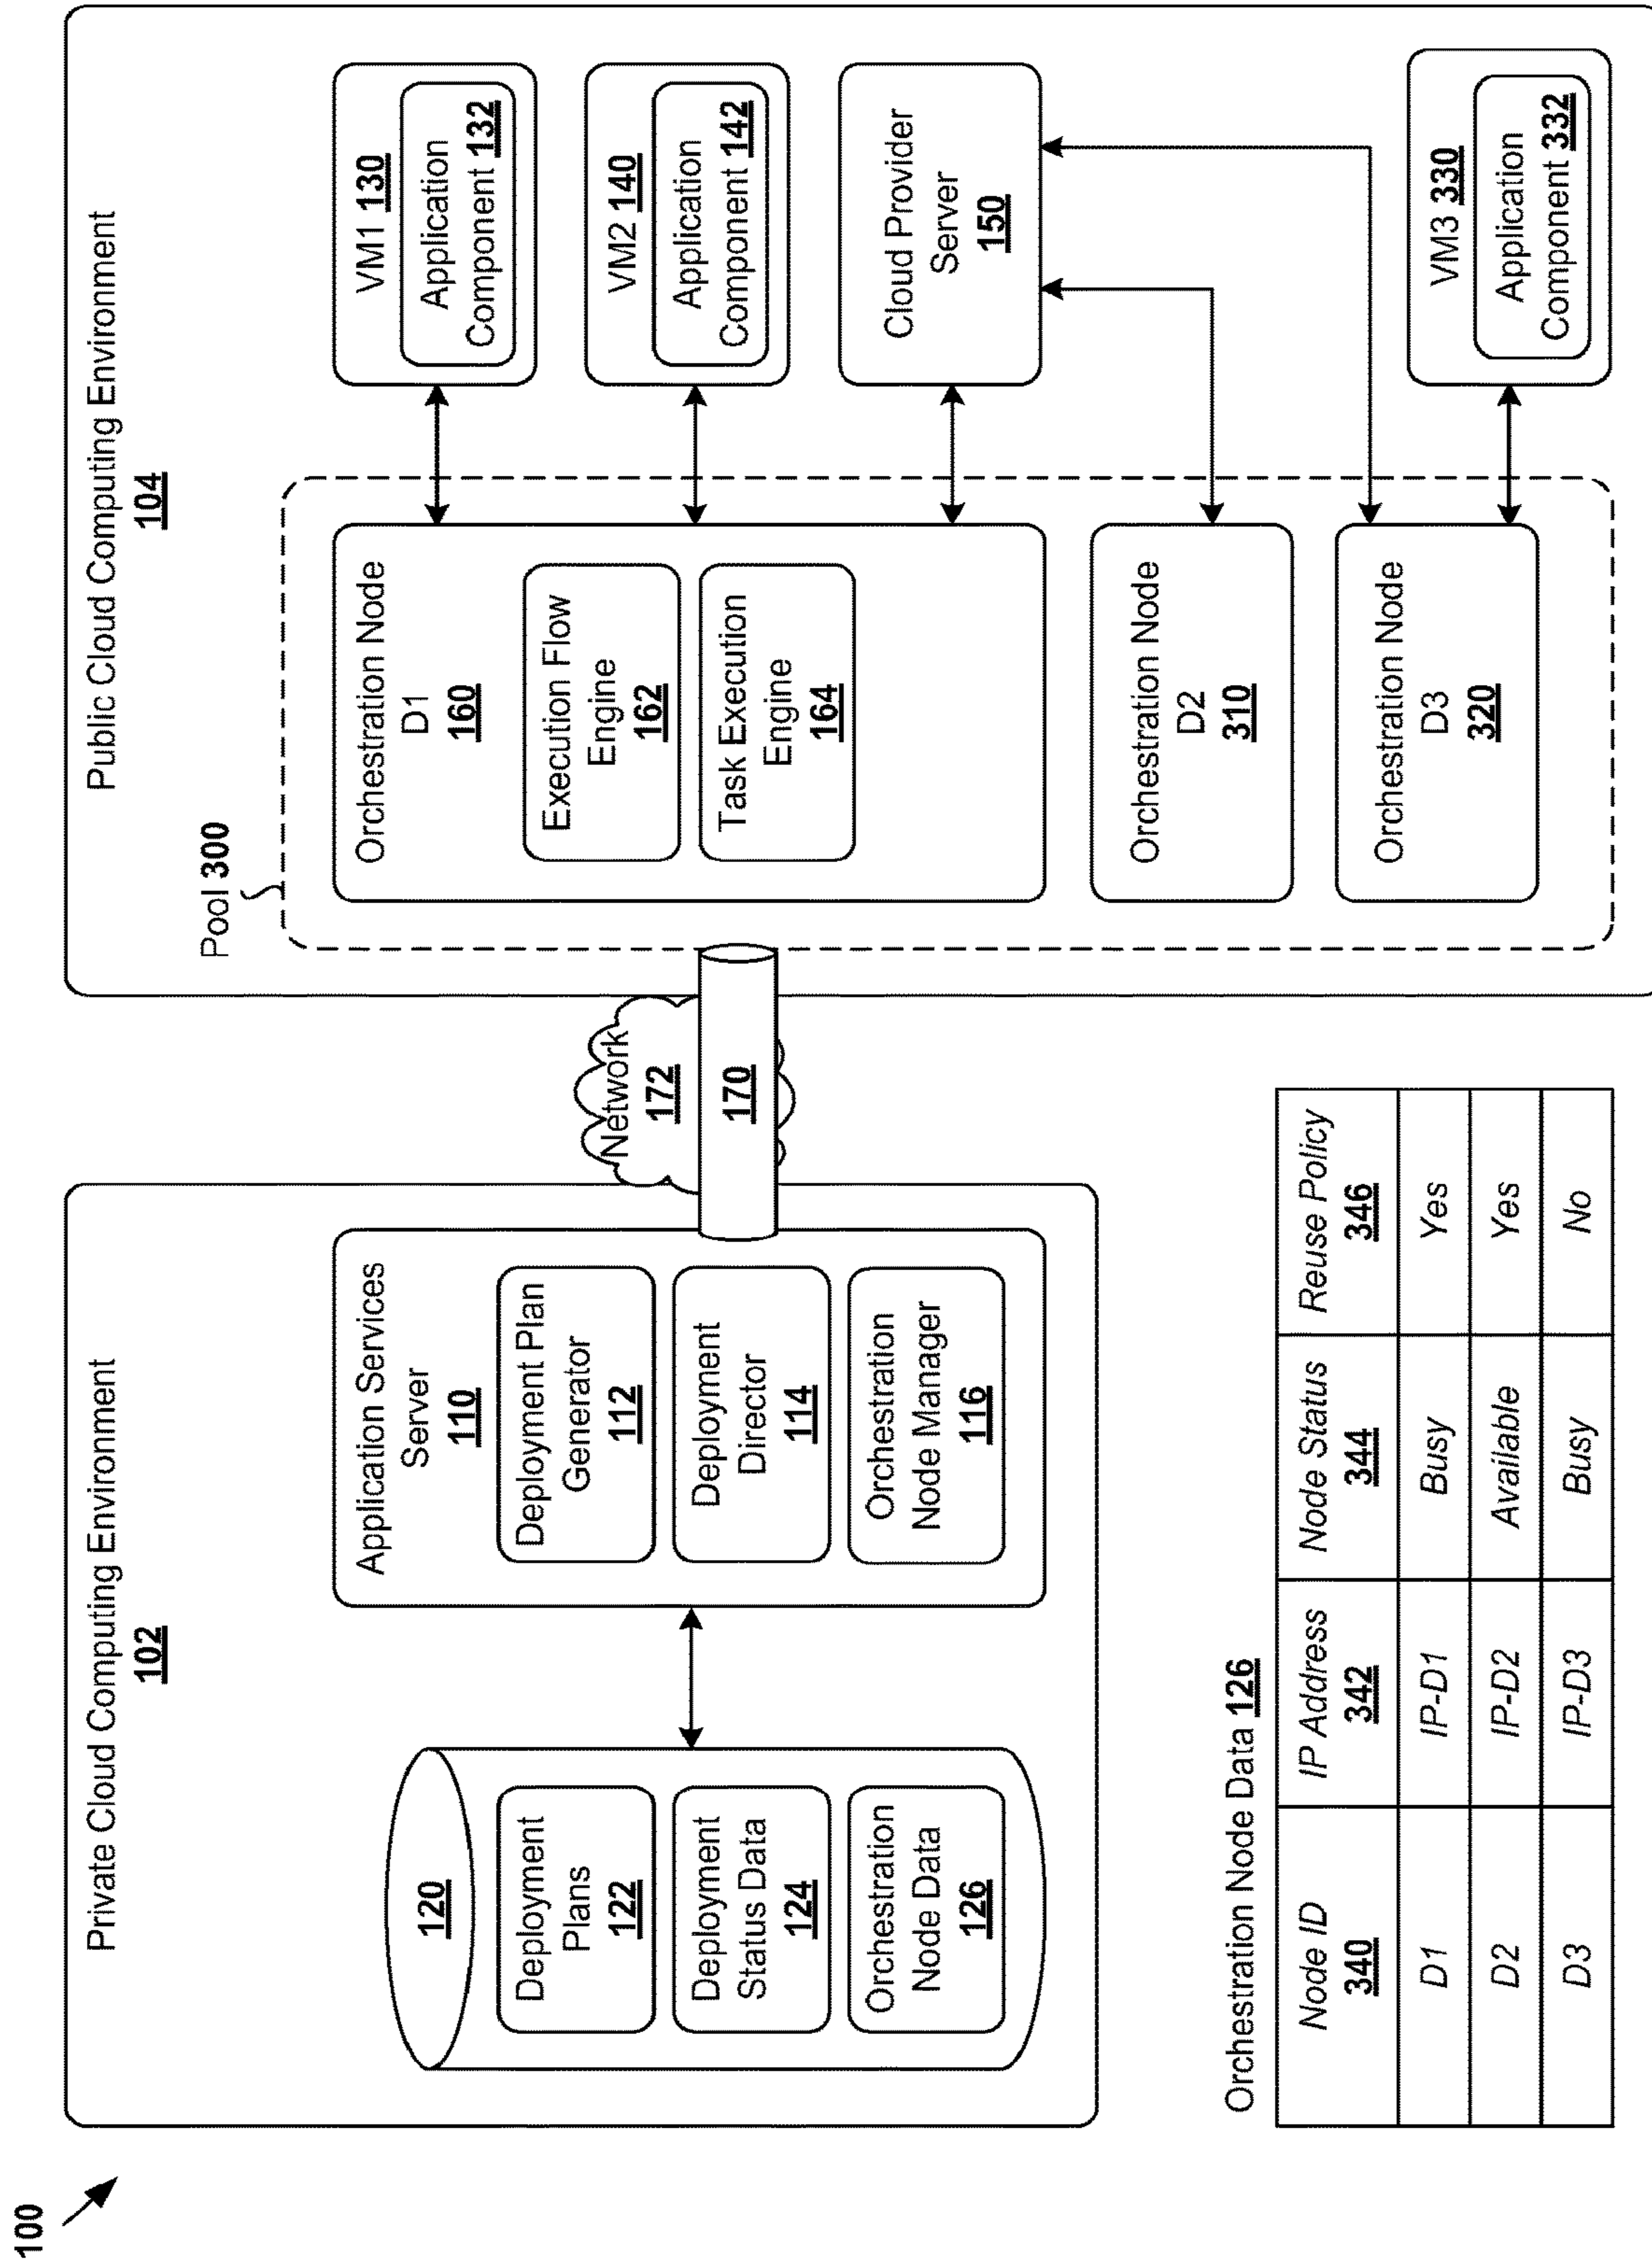 100
Private Cloud Computing Environment
102
120
Deployment
Plans
122
Deployment
Status Data
124
Orchestration
Node Data
126
Application Services
Server
110
Deployment Plan
Generator
112
Deployment
Director
114
Orchestration
Node Manager
116
Network
172
170
Public Cloud Computing Environment
104
Pool 300
Orchestration Node
D1
160
Execution Flow
Engine
162
Task Execution
Engine
164
Orchestration Node
D2
310
Orchestration Node
D3
320
VM1 130
Application
Component 132
VM2 140
Application
Component 142
Cloud Provider
Server
150
VM3 330
Application
Component 332
Orchestration Node Data 126
Node ID IP Address Node Status Reuse Policy
340 342 344 346
D1 IP-D1 Busy Yes
D2 IP-D2 Available Yes
D3 IP-D3 Busy No